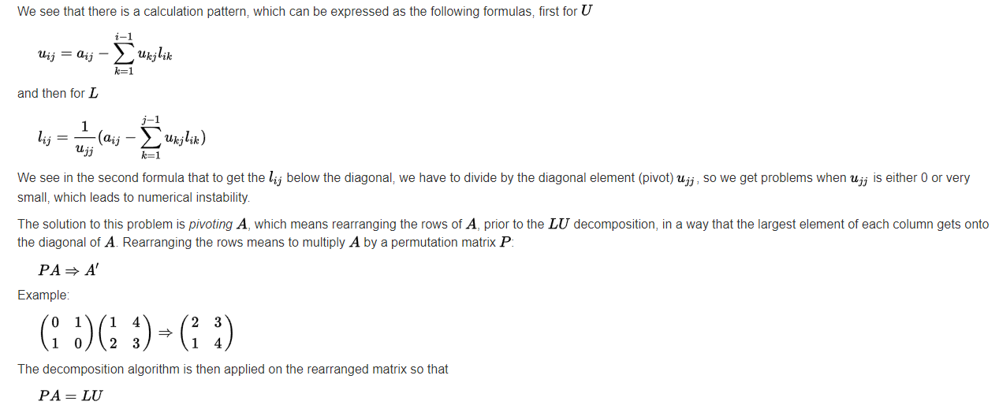 We see that there is a calculation pattern, which can be expressed as the following formulas, first for U
u_{ij} = a_{ij} − \sum_{k=1}^{i−1} u_{kj}l_{ik}
and then for L
l_{ij} = \frac{1}{u_{jj}}(a_{ij} − \sum_{k=1}^{j−1} u_{kj}l_{ik})
We see in the second formula that to get the l_{ij} below the diagonal, we have to divide by the diagonal element (pivot) u_{jj}, so we get problems when u_{jj} is either 0 or very
small, which leads to numerical instability.
The solution to this problem is pivoting A, which means rearranging the rows of A, prior to the LU decomposition, in a way that the largest element of each column gets onto
the diagonal of A. Rearranging the rows means to multiply A by a permutation matrix P:
PA ⇒ A′
Example:
\begin{pmatrix} 0 & 1 \\ 1 & 0 \end{pmatrix} \begin{pmatrix} 1 & 4 \\ 2 & 3 \end{pmatrix} ⇒ \begin{pmatrix} 2 & 3 \\ 1 & 4 \end{pmatrix}
The decomposition algorithm is then applied on the rearranged matrix so that
PA = LU